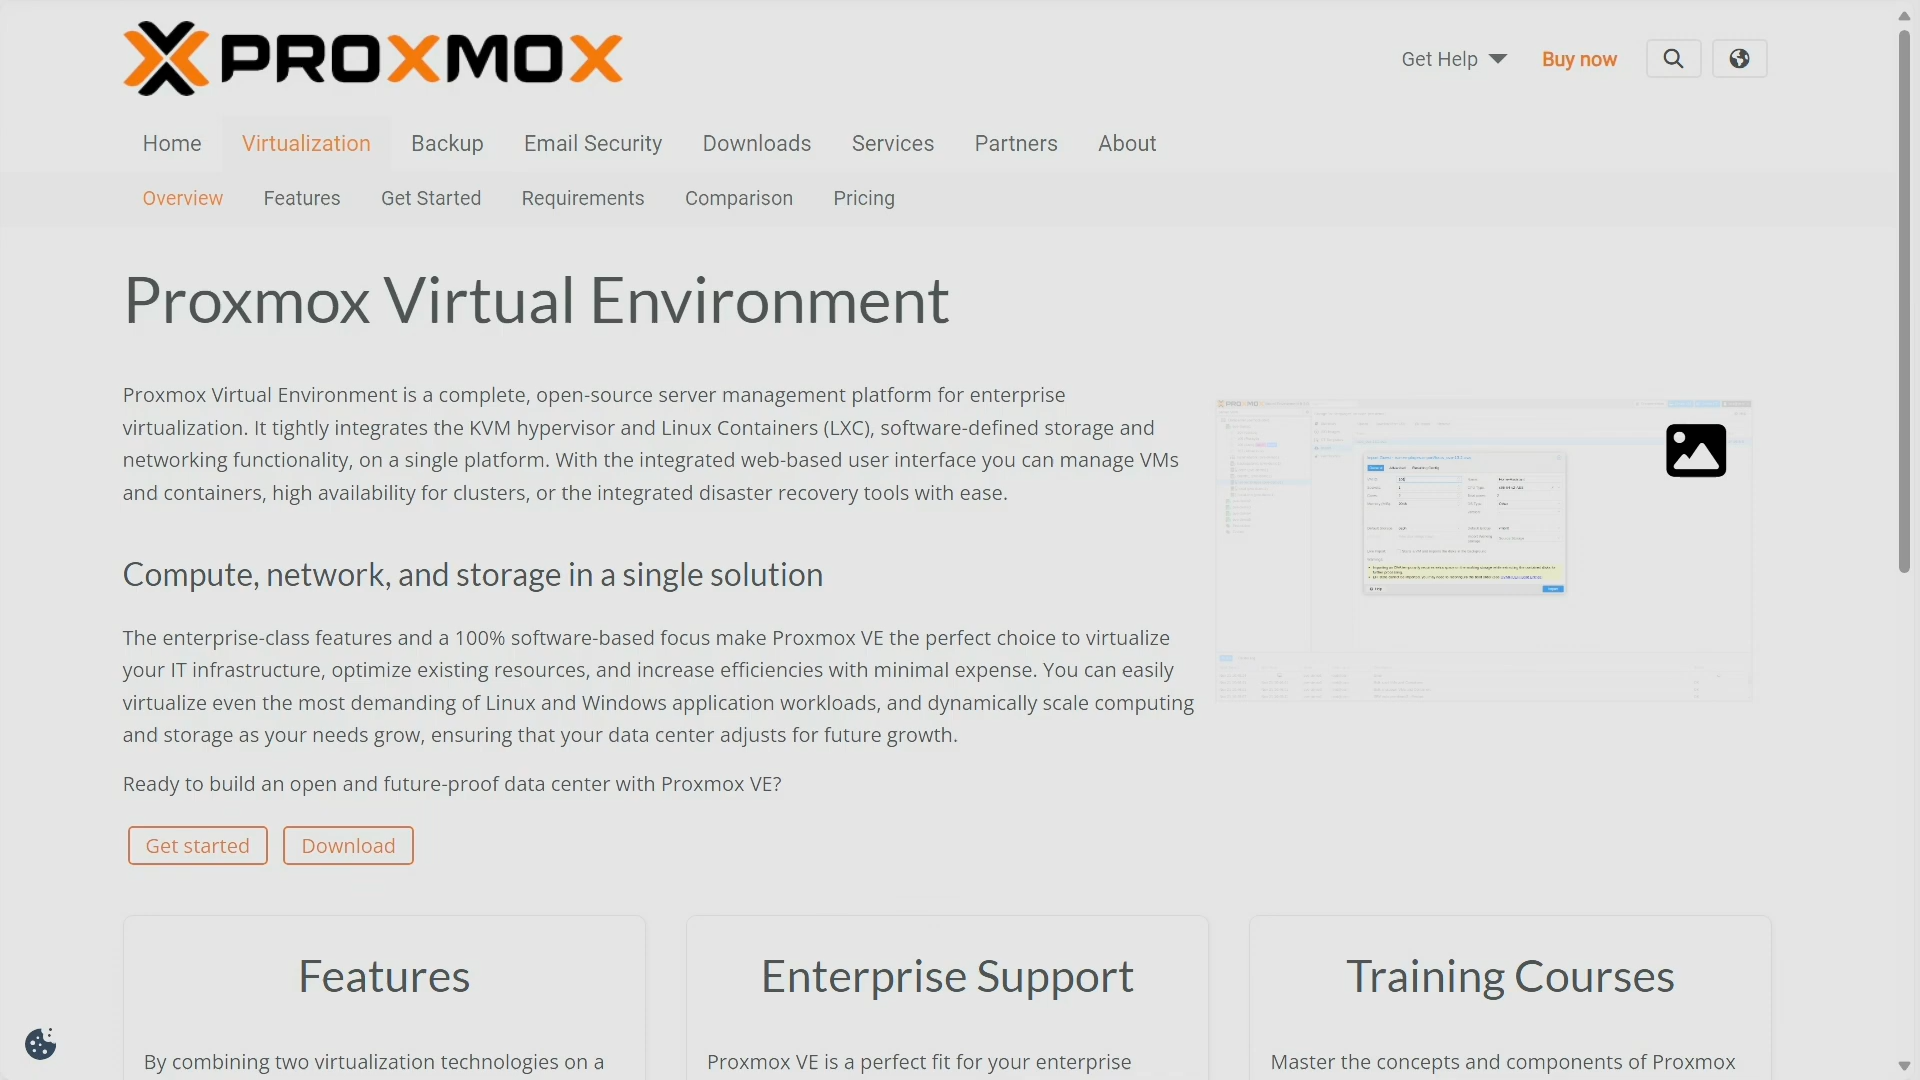 PROXMOX
Get Help
Buy now
Home
Virtualization
Backup
Email Security
Downloads
Services
Partners
About
Overview
Features
Get Started
Requirements
Comparison
Pricing
Proxmox Virtual Environment
Proxmox Virtual Environment is a complete, open-source server management platform for enterprise
virtualization. It tightly integrates the KVM hypervisor and Linux Containers (LXC), software-defined storage and
networking functionality, on a single platform. With the integrated web-based user interface you can manage VMs
and containers, high availability for clusters, or the integrated disaster recovery tools with ease.
PROXMOX
Compute, network, and storage in a single solution
The enterprise-class features and a 100% software-based focus make Proxmox VE the perfect choice to virtualize
your IT infrastructure, optimize existing resources, and increase efficiencies with minimal expense. You can easily
virtualize even the most demanding of Linux and Windows application workloads, and dynamically scale computing
and storage as your needs grow, ensuring that your data center adjusts for future growth.
Ready to build an open and future-proof data center with Proxmox VE?
Get started
Download
Features
By combining two virtualization technologies on a
Enterprise Support
Proxmox VE is a perfect fit for your enterprise
Training Courses
Master the concepts and components of Proxmox